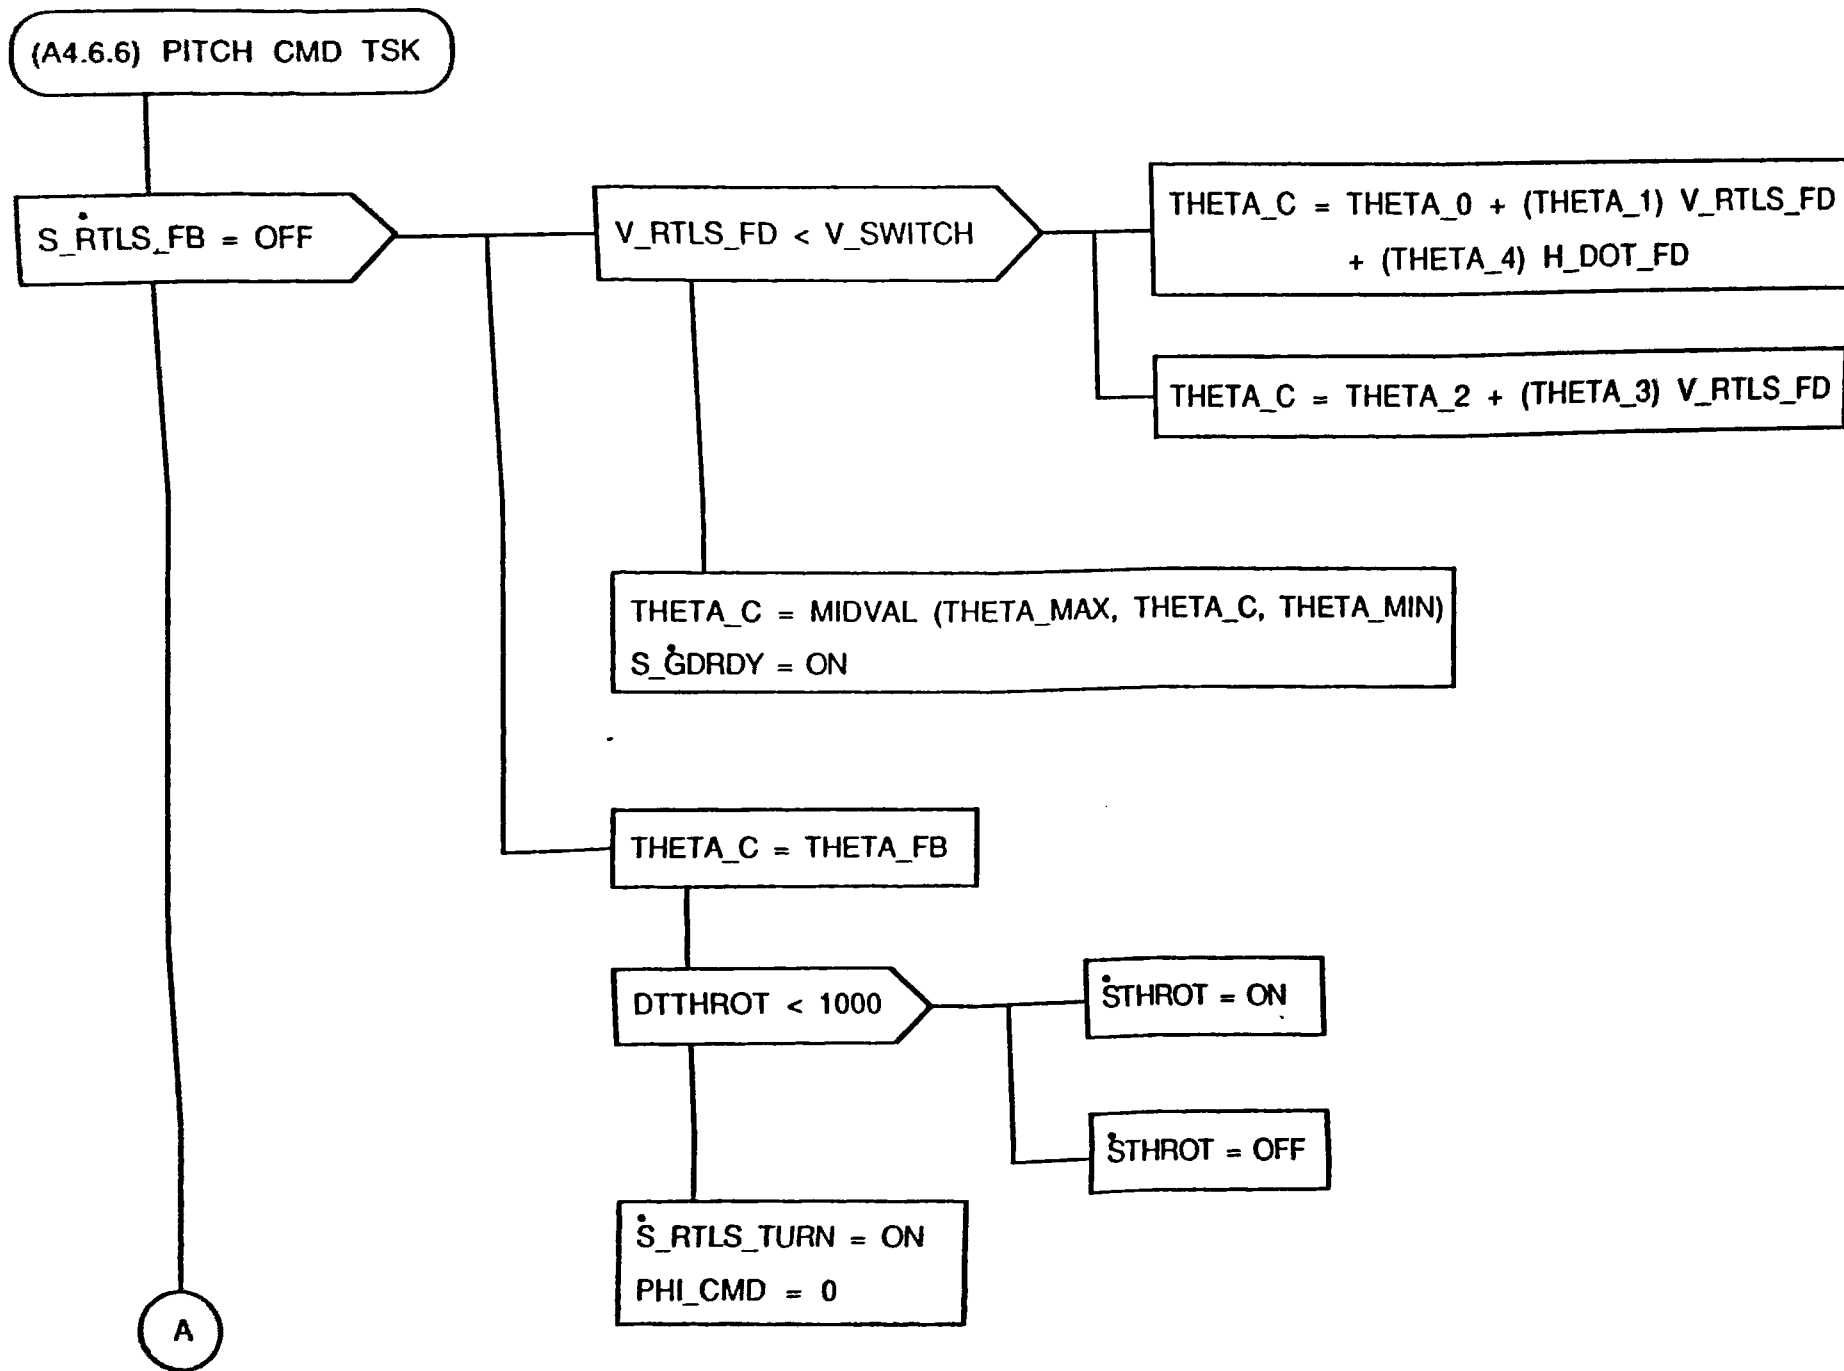 (A4.6.6) PITCH CMD TSK
S_RTLS_FB = OFF
V_RTLS_FD < V_SWITCH
THETA_C = THETA_0 + (THETA_1) V_RTLS_FD
+ (THETA_4) H_DOT_FD
THETA_C = THETA_2 + (THETA_3) V_RTLS_FD
THETA_C = MIDVAL (THETA_MAX, THETA_C, THETA_MIN)
S_GDRDY = ON
THETA_C = THETA_FB
DTTHROT < 1000
STHROT = ON
STHROT = OFF
S_RTLS_TURN = ON
PHI_CMD = 0
A